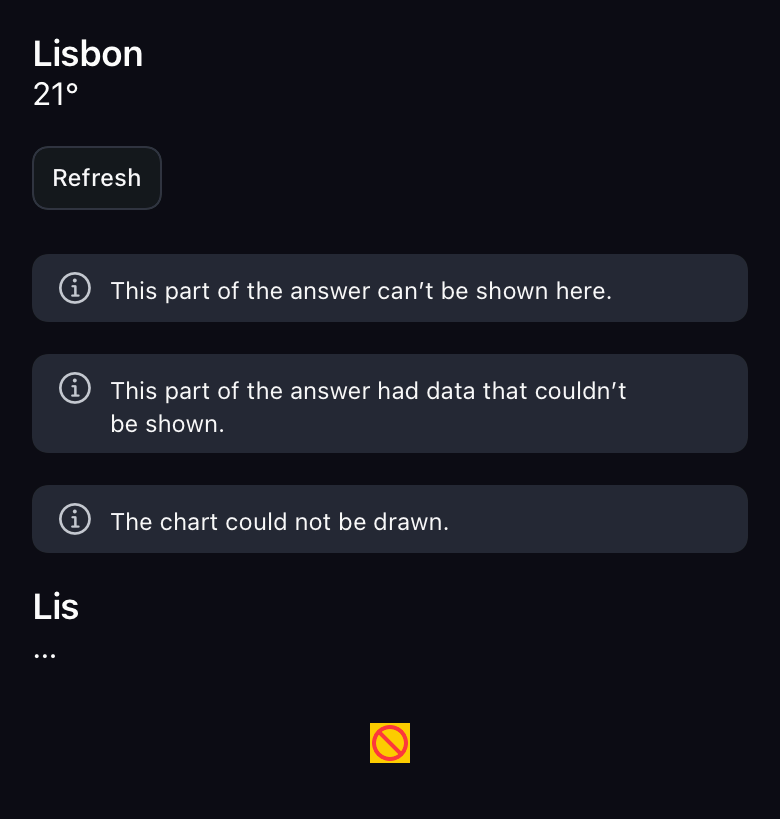 Lisbon
21°
Refresh
This part of the answer can’t be shown here.
This part of the answer had data that couldn’t
be shown.
The chart could not be drawn.
Lis
...